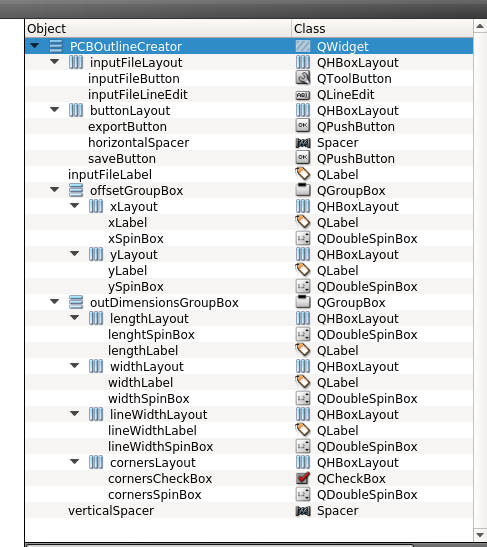 Object Class
PCBOutlineCreator QWidget
inputFileLayout QHBoxLayout
inputFileButton QToolButton
inputFileLineEdit QLineEdit
buttonLayout QHBoxLayout
exportButton QPushButton
horizontalSpacer Spacer
saveButton QPushButton
inputFileLabel QLabel
offsetGroupBox QGroupBox
xLayout QHBoxLayout
xLabel QLabel
xSpinBox QDoubleSpinBox
yLayout QHBoxLayout
yLabel QLabel
ySpinBox QDoubleSpinBox
outDimensionsGroupBox QGroupBox
lengthLayout QHBoxLayout
lenghtSpinBox QDoubleSpinBox
lengthLabel QLabel
widthLayout QHBoxLayout
widthLabel QLabel
widthSpinBox QDoubleSpinBox
lineWidthLayout QHBoxLayout
lineWidthLabel QLabel
lineWidthSpinBox QDoubleSpinBox
cornersLayout QHBoxLayout
cornersCheckBox QCheckBox
cornersSpinBox QDoubleSpinBox
verticalSpacer Spacer